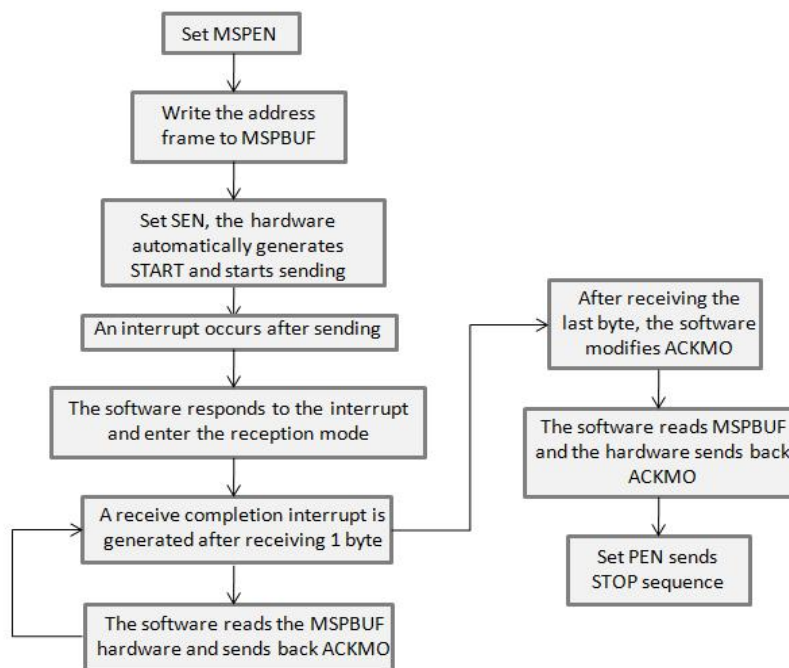 Set MSPEN
Write the address
frame to MSPBUF
Set SEN, the hardware
automatically generates
START and starts sending
An interrupt occurs after sending
The software responds to the interrupt
and enter the reception mode
A receive completion interrupt is
generated after receiving 1 byte
The software reads the MSPBUF
hardware and sends back ACKMO
After receiving the
last byte, the software
modifies ACKMO
The software reads MSPBUF
and the hardware sends back
ACKMO
Set PEN sends
STOP sequence